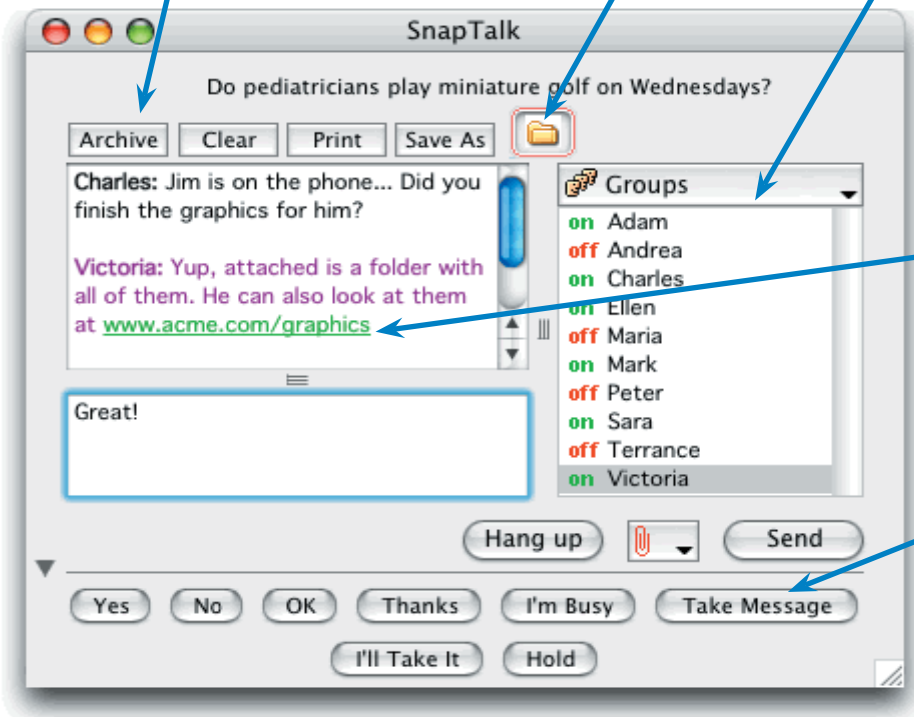 SnapTalk
Do pediatricians play miniature golf on Wednesdays?
Archive Clear Print Save As
Charles: Jim is on the phone... Did you
finish the graphics for him?
Victoria: Yup, attached is a folder with
all of them. He can also look at them
at www.acme.com/graphics
Great!
Groups
on Adam
off Andrea
on Charles
on Ellen
off Maria
on Mark
off Peter
on Sara
off Terrance
on Victoria
Hang up Send
Yes No OK Thanks I'm Busy Take Message
I'll Take It Hold